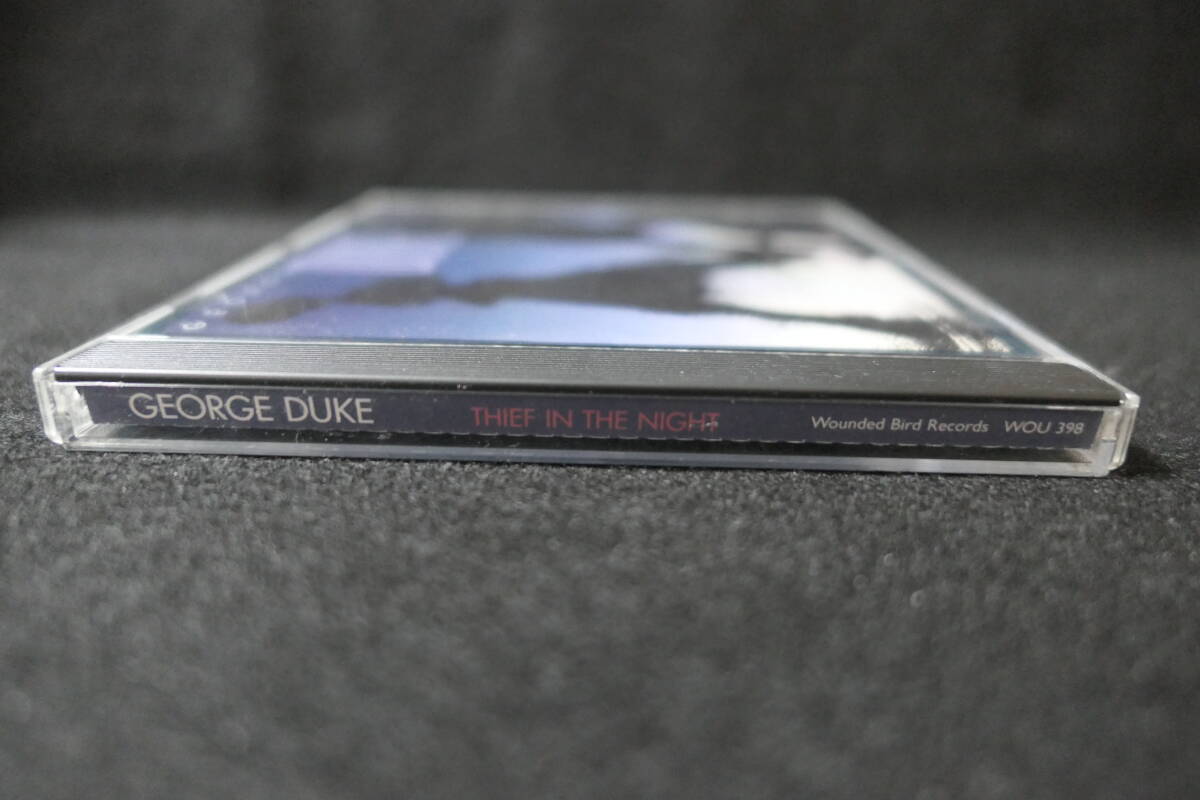 GEORGE DUKE THIEF IN THE NIGHT Wounded Bird Records WOU 398